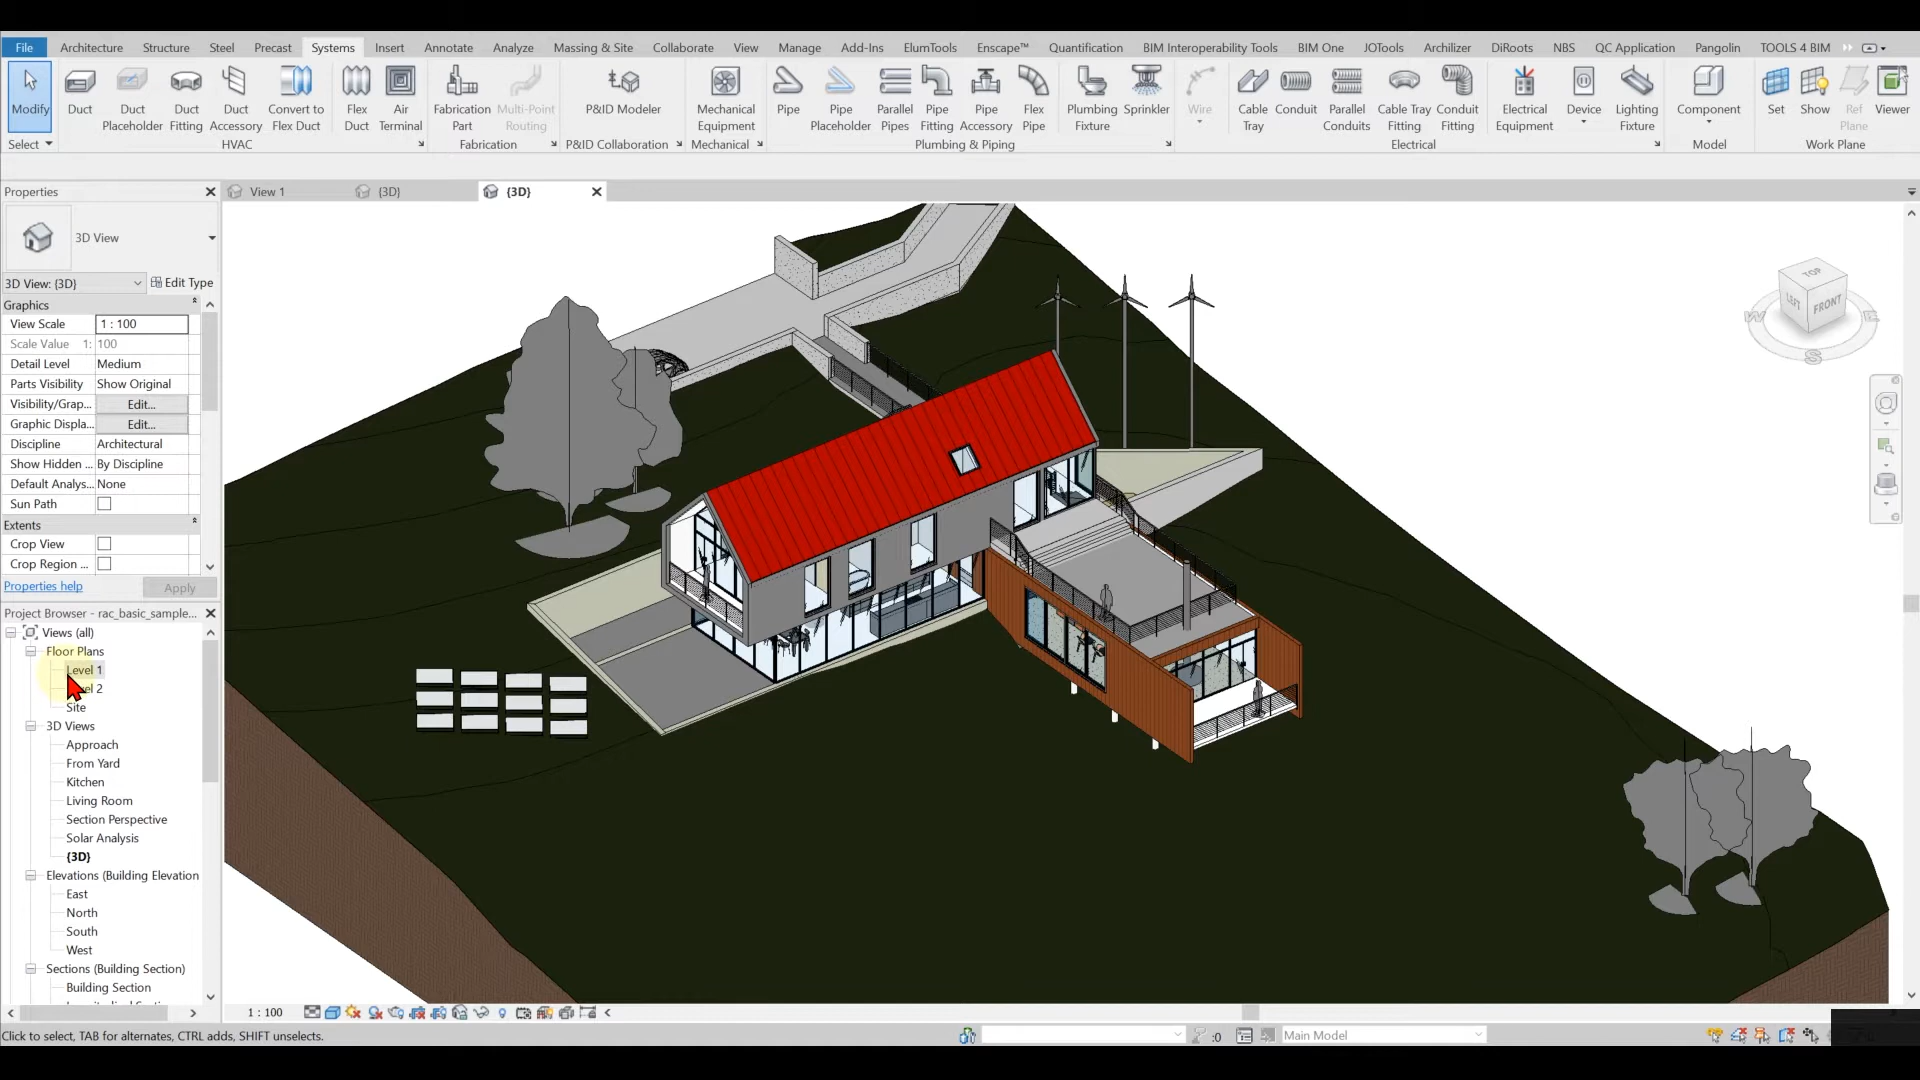 File Architecture Structure Steel Precast Systems Insert Annotate Analyze Massing & Site Collaborate View Manage Add-Ins ElumTools Enscape™ Quantification BIM Interoperability Tools BIM One JOTools Archilizer DiRoots NBS QC Application Pangolin TOOLS 4 BIM
Modify Duct Duct Placeholder Duct Fitting Duct Accessory Convert to Flex Duct Flex Duct Air Terminal Fabrication Part Multi-Point Routing P&ID Modeler Mechanical Equipment Pipe Pipe Placeholder Parallel Pipes Pipe Fitting Pipe Accessory Flex Pipe Plumbing Fixture Sprinkler Wire Cable Tray Conduit Parallel Conduits Cable Tray Fitting Conduit Fitting Electrical Equipment Device Lighting Fixture Component Set Show Ref Plane Viewer
Select HVAC Fabrication P&ID Collaboration Mechanical Plumbing & Piping Electrical Model Work Plane
Properties
View 1 {3D} {3D}
3D View
3D View: {3D} Edit Type
Graphics
View Scale 1 : 100
Scale Value 1: 100
Detail Level Medium
Parts Visibility Show Original
Visibility/Grap... Edit...
Graphic Displa... Edit...
Discipline Architectural
Show Hidden ... By Discipline
Default Analys... None
Sun Path
Extents
Crop View
Crop Region ...
Properties help Apply
Project Browser - rac_basic_sample...
Views (all)
Floor Plans
Level 1
2
Site
3D Views
Approach
From Yard
Kitchen
Living Room
Section Perspective
Solar Analysis
{3D}
Elevations (Building Elevation
East
North
South
West
Sections (Building Section)
Building Section
TOP
LEFT FRONT
W S E
1 : 100
Click to select, TAB for alternates, CTRL adds, SHIFT unselects.
:0 Main Model